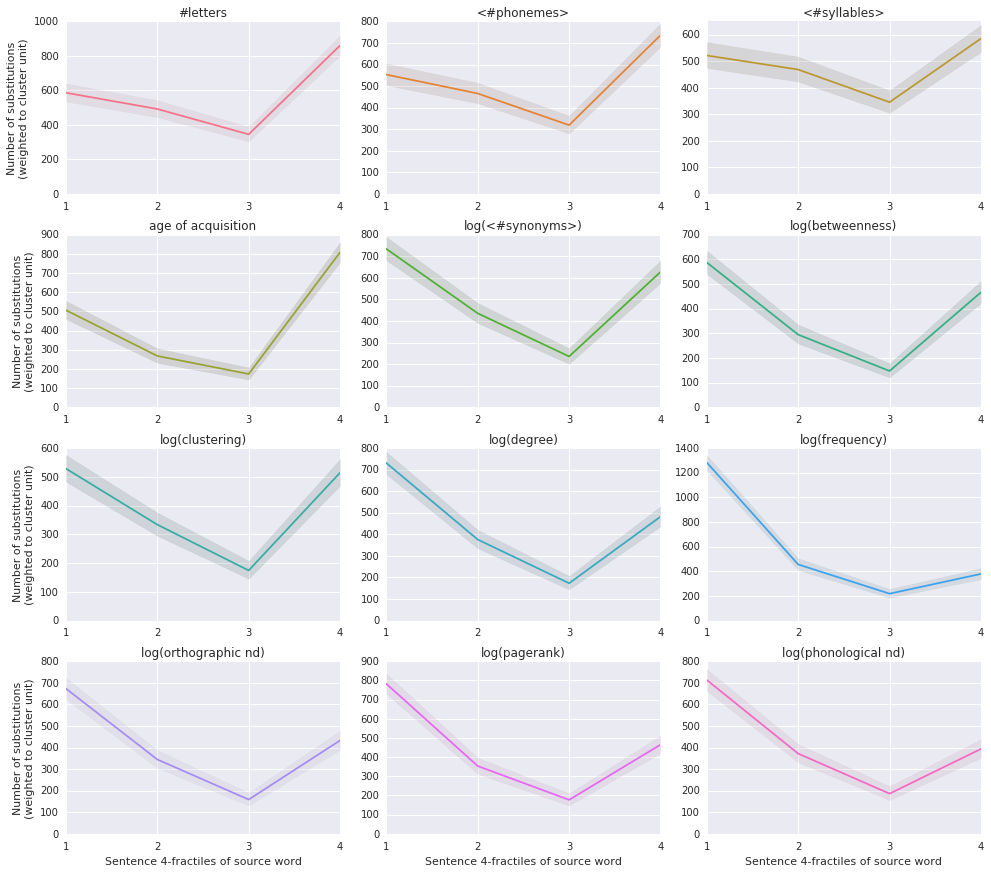 #letters
<#phonemes>
<#syllables>
Number of substitutions
(weighted to cluster unit)
1000
800
600
400
200
0
1 2 3 4
800
700
600
500
400
300
200
100
0
1 2 3 4
600
500
400
300
200
100
0
1 2 3 4
age of acquisition
log(<#synonyms>)
log(betweenness)
Number of substitutions
(weighted to cluster unit)
900
800
700
600
500
400
300
200
100
0
1 2 3 4
800
700
600
500
400
300
200
100
0
1 2 3 4
700
600
500
400
300
200
100
0
1 2 3 4
log(clustering)
log(degree)
log(frequency)
Number of substitutions
(weighted to cluster unit)
600
500
400
300
200
100
0
1 2 3 4
800
700
600
500
400
300
200
100
0
1 2 3 4
1400
1200
1000
800
600
400
200
0
1 2 3 4
log(orthographic nd)
log(pagerank)
log(phonological nd)
Number of substitutions
(weighted to cluster unit)
800
700
600
500
400
300
200
100
0
1 2 3 4
Sentence 4-fractiles of source word
900
800
700
600
500
400
300
200
100
0
1 2 3 4
Sentence 4-fractiles of source word
800
700
600
500
400
300
200
100
0
1 2 3 4
Sentence 4-fractiles of source word